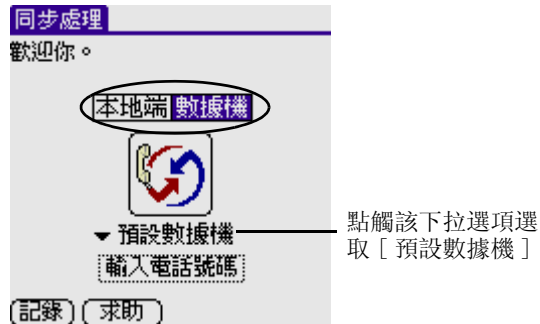 同步處理
歡迎你。
本地端 數據機
預設數據機
輸入電話號碼
點觸該下拉選項選
取［預設數據機］
記錄 求助